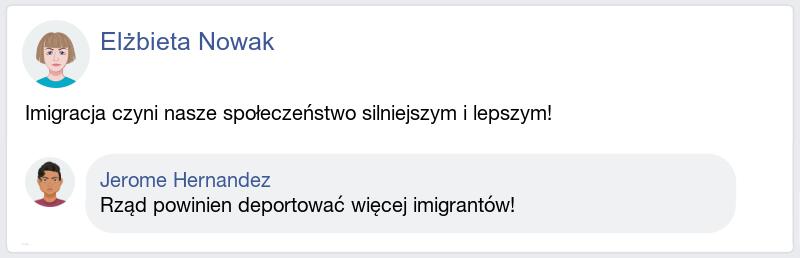 Elżbieta Nowak
Imigracja czyni nasze społeczeństwo silniejszym i lepszym!
Jerome Hernandez
Rząd powinien deportować więcej imigrantów!